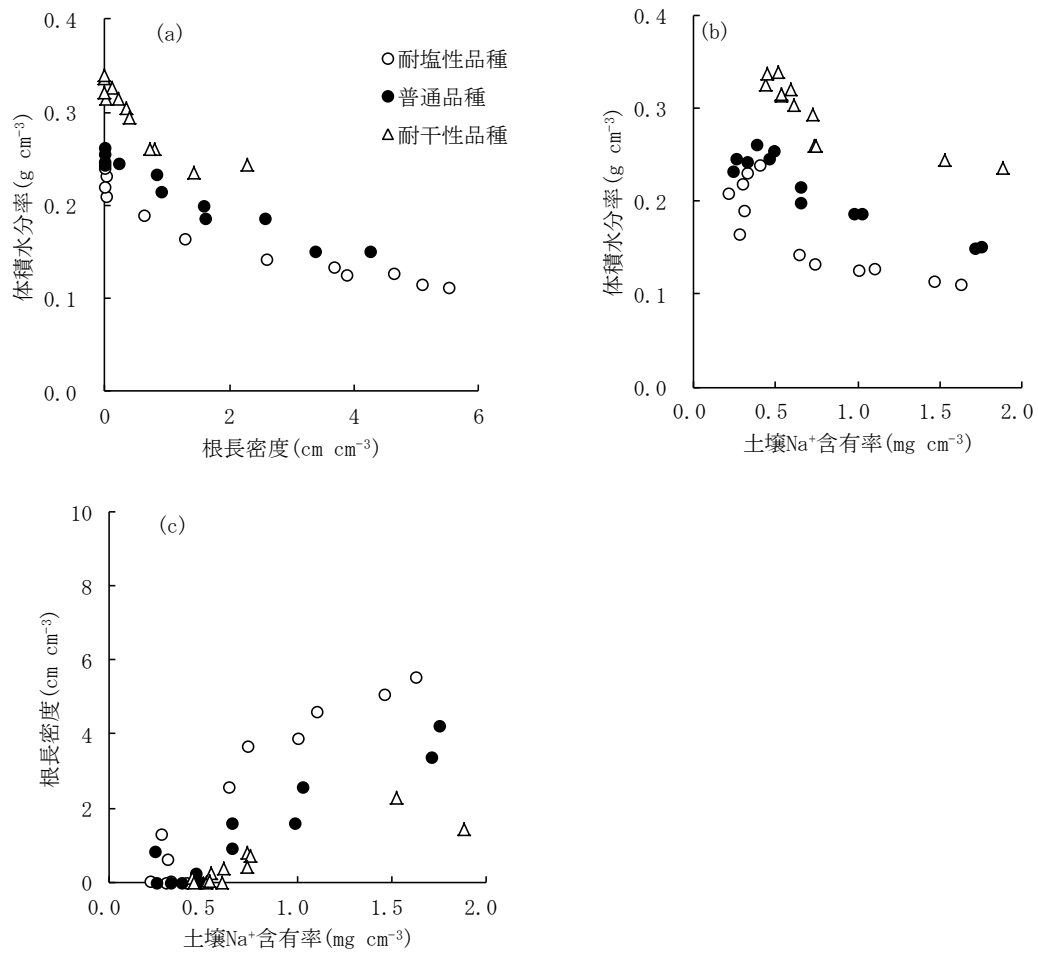 (a)
0.4
0.3
0.2
0.1
0.0
体積水分率(g cm⁻³)
0 2 4 6
根長密度(cm cm⁻³)
耐塩性品種
普通品種
耐干性品種
(b)
0.4
0.3
0.2
0.1
0.0
体積水分率(g cm⁻³)
0.0 0.5 1.0 1.5 2.0
土壌Na⁺含有率(mg cm⁻³)
(c)
10
8
6
4
2
0
根長密度(cm cm⁻³)
0.0 0.5 1.0 1.5 2.0
土壌Na⁺含有率(mg cm⁻³)